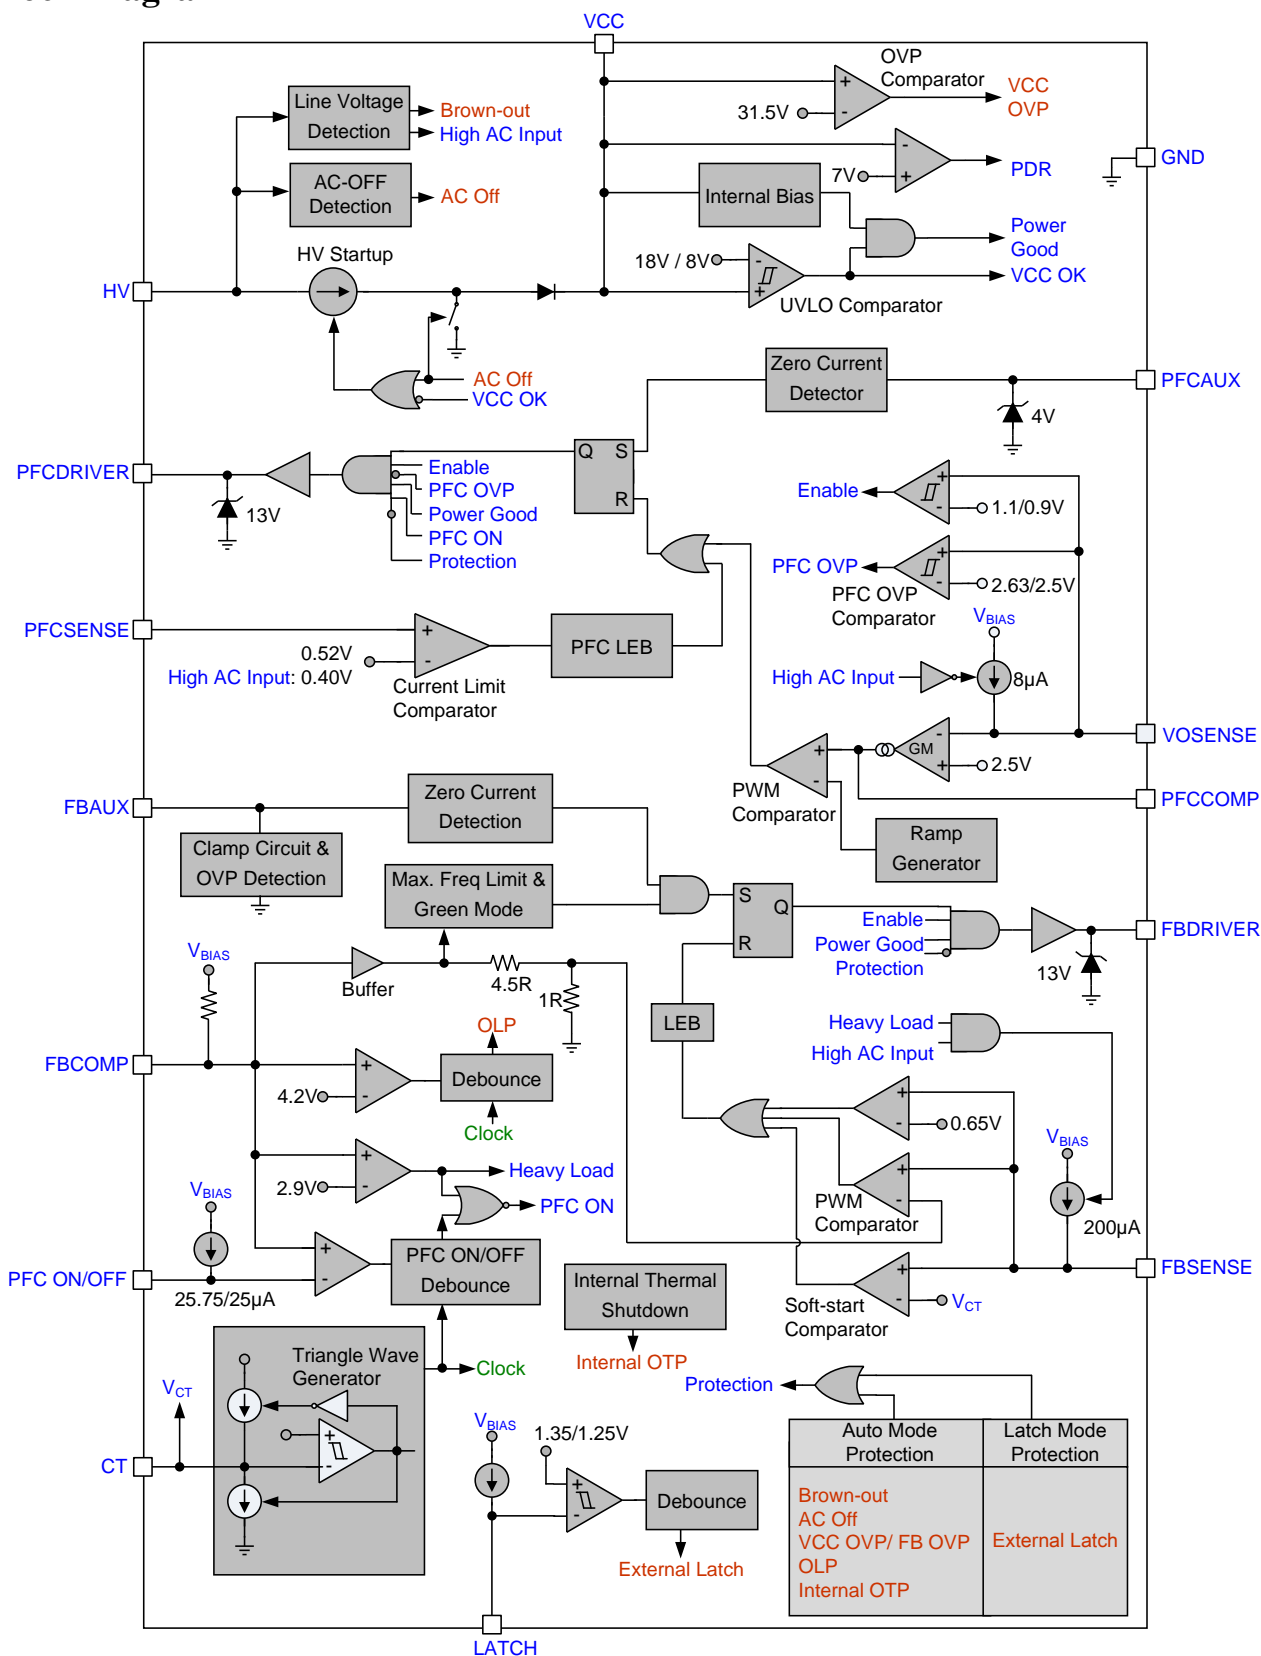 VCC
OVP
Comparator
Line Voltage
Detection
Brown-out
High AC Input
+
-
31.5V
VCC
OVP
GND
AC-OFF
Detection
AC Off
-
+
7V
PDR
Internal Bias
Power
Good
HV Startup
18V / 8V
-
+
VCC OK
UVLO Comparator
HV
Zero Current
Detector
PFCAUX
4V
AC Off
VCC OK
PFCDRIVER
13V
Enable
PFC OVP
Power Good
PFC ON
Protection
Q
S
R
Enable
+
-
1.1/0.9V
PFC OVP
+
-
2.63/2.5V
PFC OVP
Comparator
PFCSENSE
0.52V
High AC Input: 0.40V
+
-
Current Limit
Comparator
PFC LEB
VBIAS
High AC Input
8µA
VOSENSE
GM
-
+
2.5V
+
-
PWM
Comparator
PFCCOMP
Ramp
Generator
FBAUX
Zero Current
Detection
Clamp Circuit &
OVP Detection
Max. Freq Limit &
Green Mode
S
Q
R
Enable
Power Good
Protection
13V
FBDRIVER
VBIAS
Buffer
4.5R
1R
LEB
Heavy Load
High AC Input
FBCOMP
OLP
+
-
4.2V
Debounce
Clock
+
-
0.65V
+
-
2.9V
Heavy Load
PFC ON
+
-
PWM
Comparator
VBIAS
200µA
VBIAS
PFC ON/OFF
25.75/25µA
+
-
PFC ON/OFF
Debounce
Internal Thermal
Shutdown
Internal OTP
+
-
VCT
Soft-start
Comparator
FBSENSE
Triangle Wave
Generator
Clock
VCT
+
-
CT
VBIAS
1.35/1.25V
+
-
Debounce
External Latch
LATCH
Protection
Auto Mode
Protection
Latch Mode
Protection
Brown-out
AC Off
VCC OVP/ FB OVP
OLP
Internal OTP
External Latch